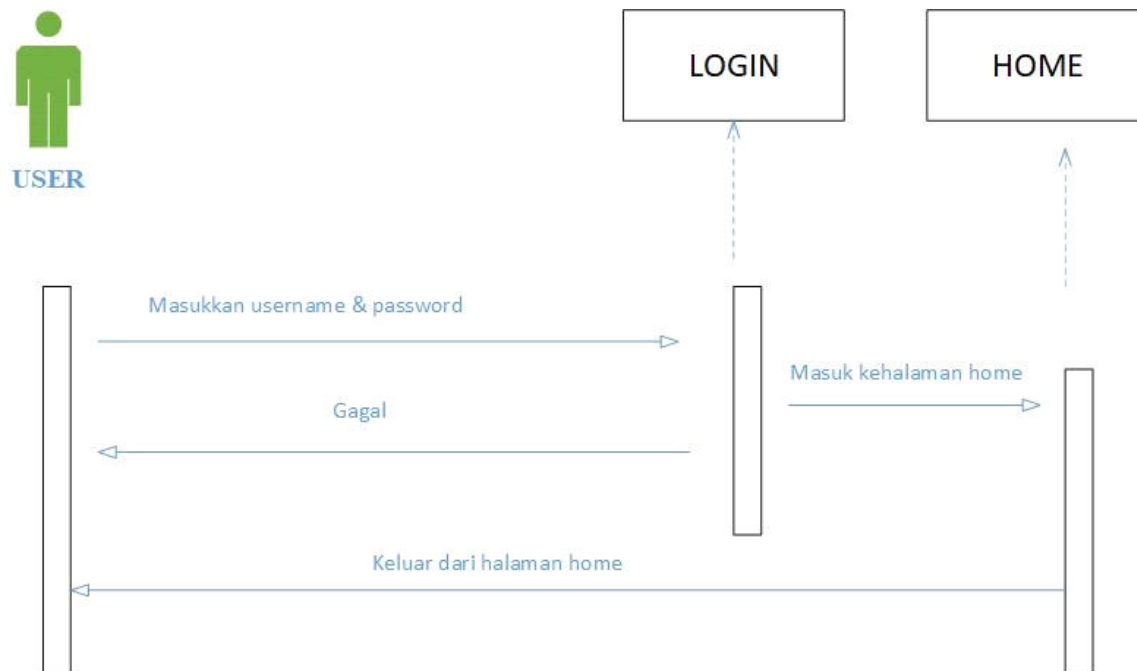 LOGIN
HOME
USER
Masukkan username & password
Masuk kehalaman home
Gagal
Keluar dari halaman home